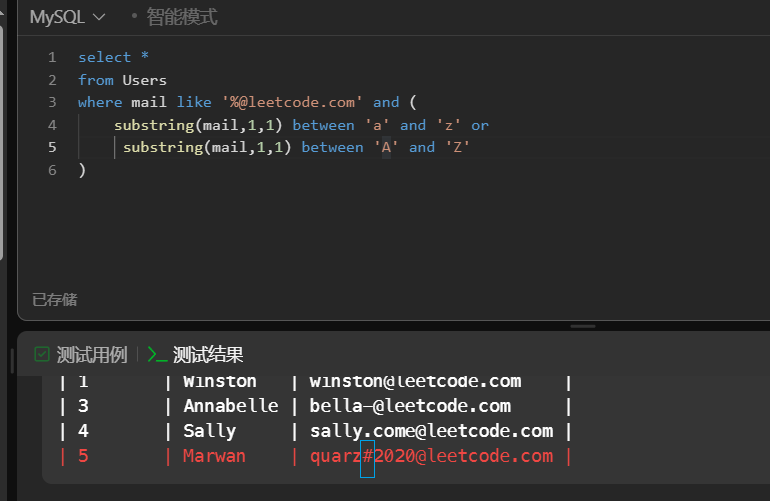 MySQL • 智能模式
1 select *
2 from Users
3 where mail like '%@leetcode.com' and (
4 substring(mail,1,1) between 'a' and 'z' or
5 substring(mail,1,1) between 'A' and 'Z'
6 )
已存储
测试用例 | >_ 测试结果
| 1 | Winston | winston@leetcode.com |
| 3 | Annabelle | bella-@leetcode.com |
| 4 | Sally | sally.come@leetcode.com |
| 5 | Marwan | quarz#2020@leetcode.com |